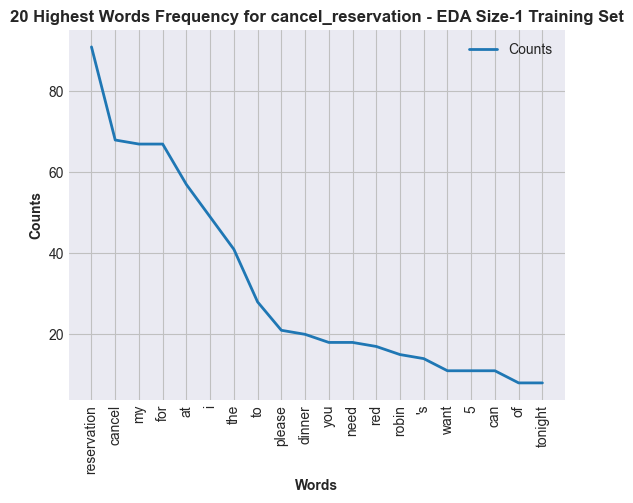 20 Highest Words Frequency for cancel_reservation - EDA Size-1 Training Set
Counts
80
60
40
20
Counts
reservation
cancel
my
for
at
i
the
to
please
dinner
you
need
red
robin
's
want
5
can
of
tonight
Words